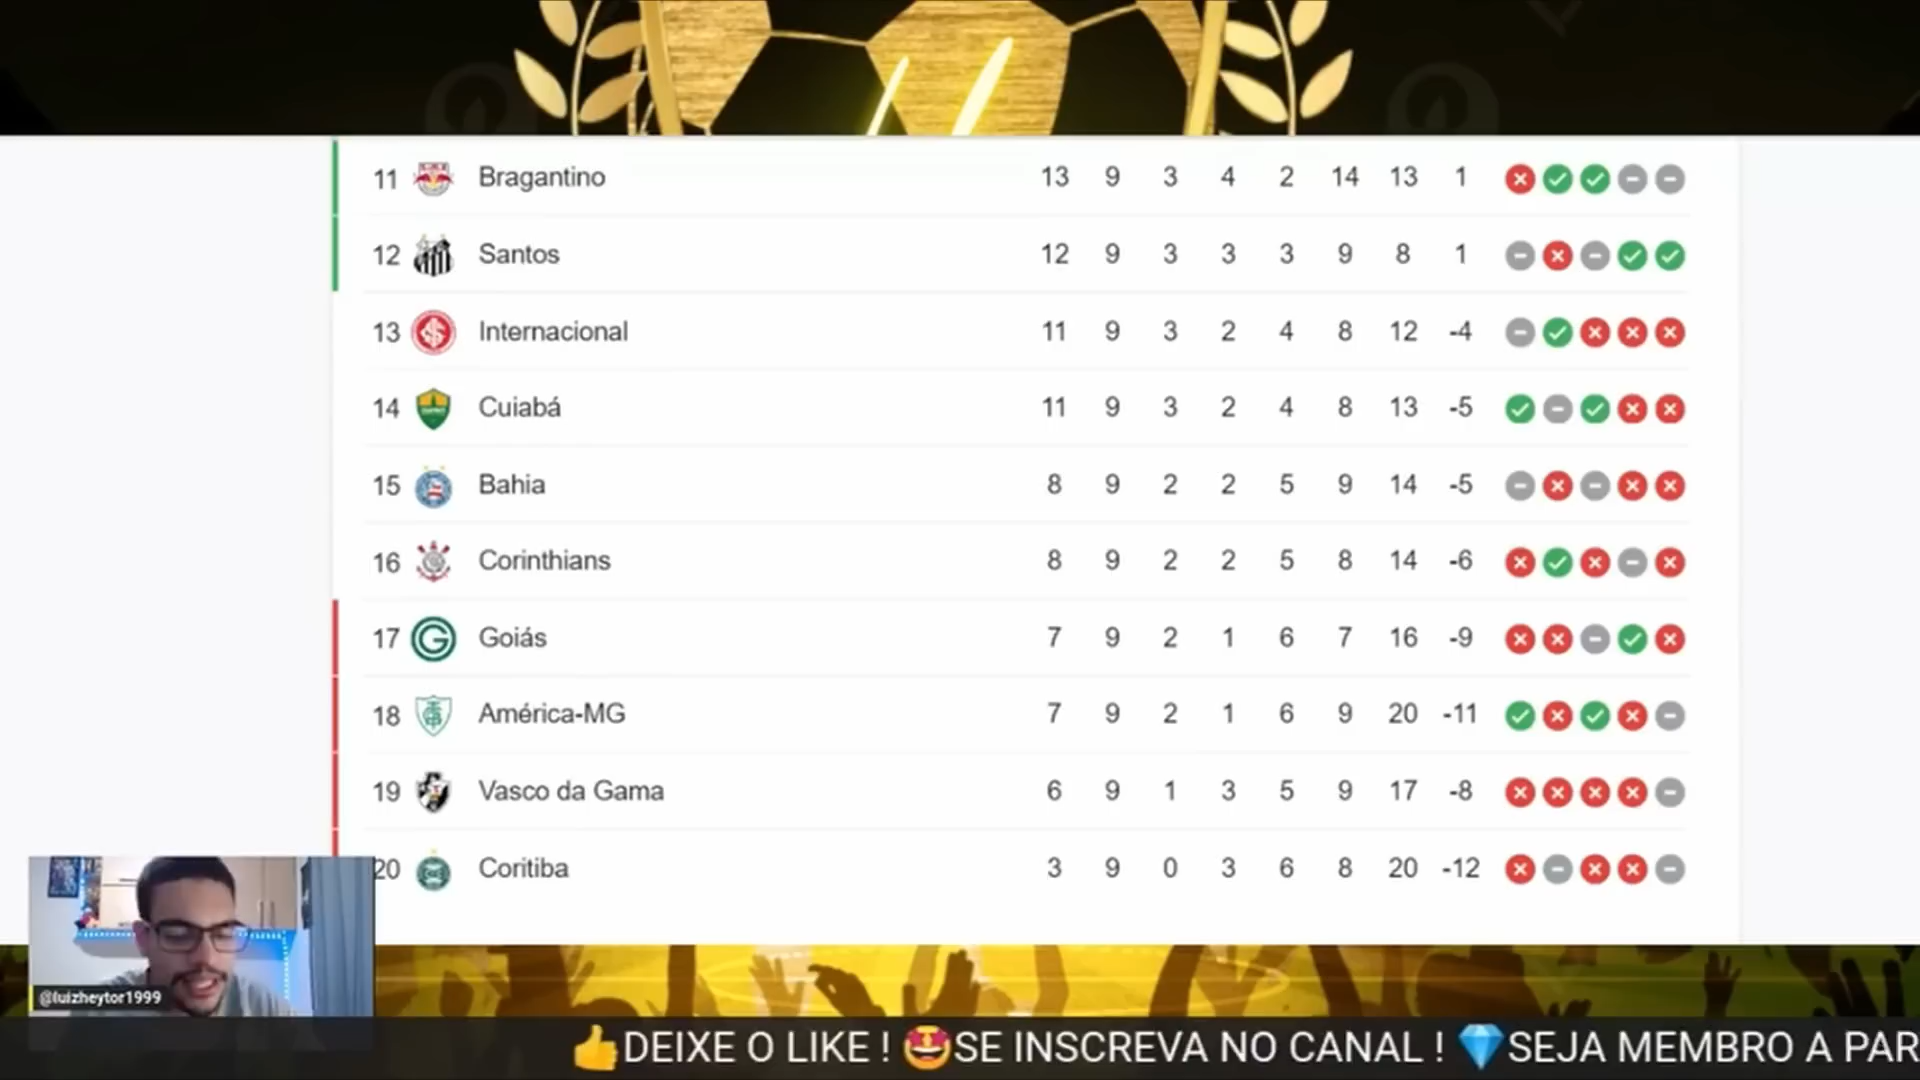 11 Bragantino 13 9 3 4 2 14 13 1
12 Santos 12 9 3 3 3 9 8 1
13 Internacional 11 9 3 2 4 8 12 -4
14 Cuiabá 11 9 3 2 4 8 13 -5
15 Bahia 8 9 2 2 5 9 14 -5
16 Corinthians 8 9 2 2 5 8 14 -6
17 Goiás 7 9 2 1 6 7 16 -9
18 América-MG 7 9 2 1 6 9 20 -11
19 Vasco da Gama 6 9 1 3 5 9 17 -8
20 Coritiba 3 9 0 3 6 8 20 -12
@luizheytor1999
👍DEIXE O LIKE ! 🤩SE INSCREVA NO CANAL ! 💎SEJA MEMBRO A PAR